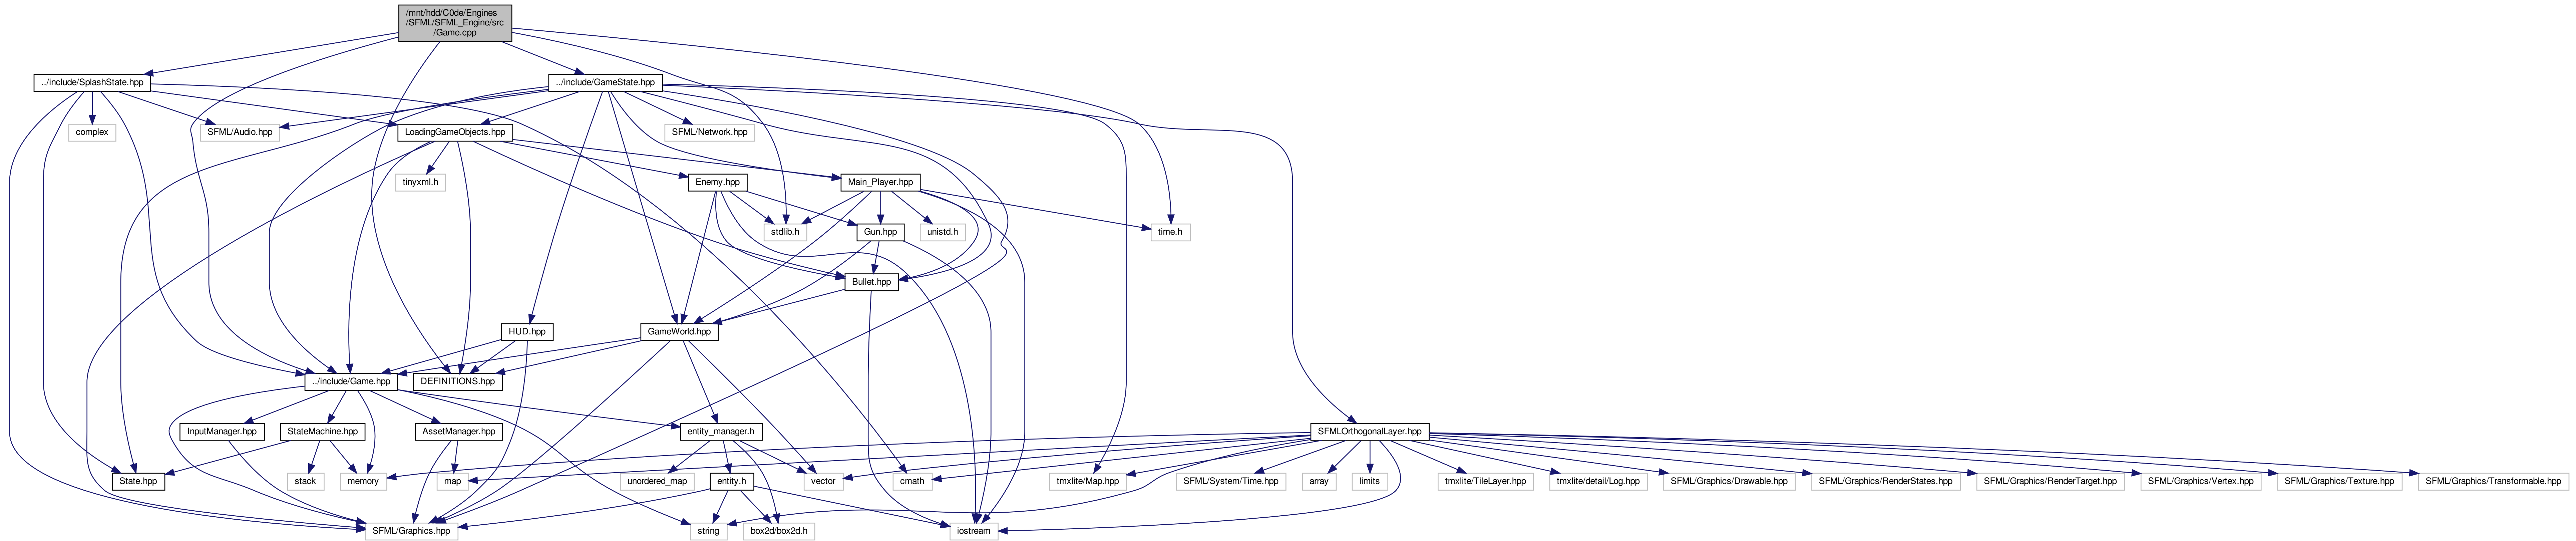 /mnt/hdd/C0de/Engines
/SFML/SFML_Engine/src
/Game.cpp
../include/SplashState.hpp
../include/GameState.hpp
complex
SFML/Audio.hpp
LoadingGameObjects.hpp
SFML/Network.hpp
tinyxml.h
Enemy.hpp
Main_Player.hpp
stdlib.h
Gun.hpp
unistd.h
time.h
Bullet.hpp
HUD.hpp
GameWorld.hpp
../include/Game.hpp
DEFINITIONS.hpp
InputManager.hpp
StateMachine.hpp
AssetManager.hpp
entity_manager.h
SFMLOrthogonalLayer.hpp
State.hpp
stack
memory
map
unordered_map
entity.h
vector
cmath
tmxlite/Map.hpp
SFML/System/Time.hpp
array
limits
tmxlite/TileLayer.hpp
tmxlite/detail/Log.hpp
SFML/Graphics/Drawable.hpp
SFML/Graphics/RenderStates.hpp
SFML/Graphics/RenderTarget.hpp
SFML/Graphics/Vertex.hpp
SFML/Graphics/Texture.hpp
SFML/Graphics/Transformable.hpp
SFML/Graphics.hpp
string
box2d/box2d.h
iostream